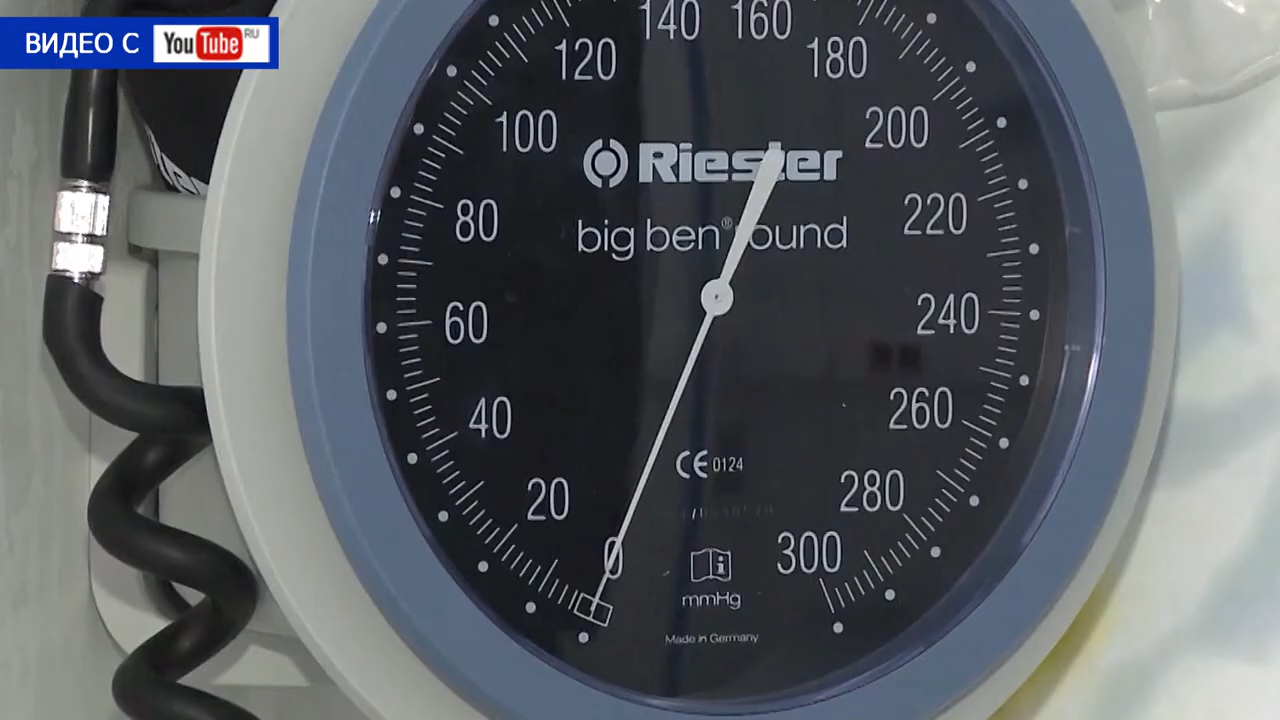 ВИДЕО С YouTube RU
140 160
120 180
100 200
Riester
80 220
big ben® round
60 240
40 260
CE 0124
20 280
0 300
mmHg
Made in Germany